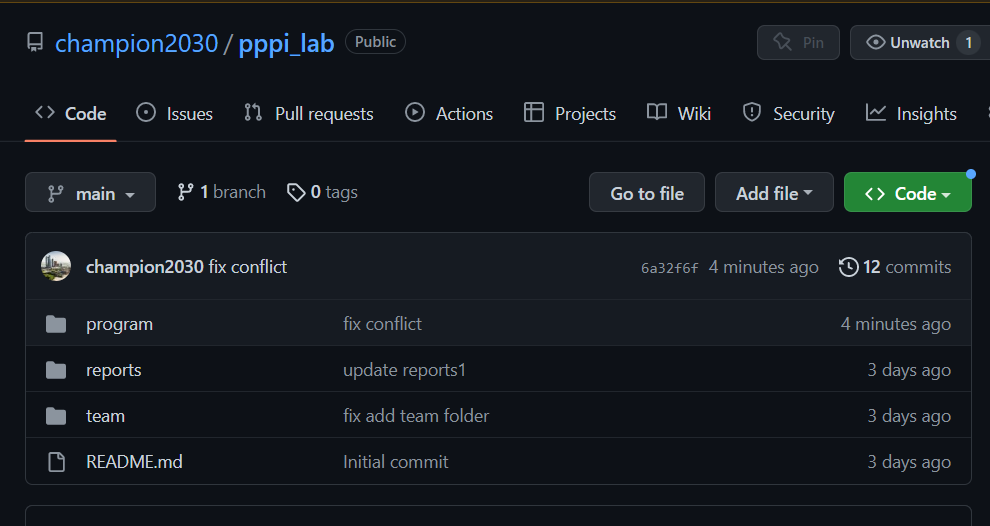 champion2030 / pppi_lab Public Pin Unwatch 1
Code Issues Pull requests Actions Projects Wiki Security Insights
main 1 branch 0 tags Go to file Add file Code
champion2030 fix conflict 6a32f6f 4 minutes ago 12 commits
program fix conflict 4 minutes ago
reports update reports1 3 days ago
team fix add team folder 3 days ago
README.md Initial commit 3 days ago